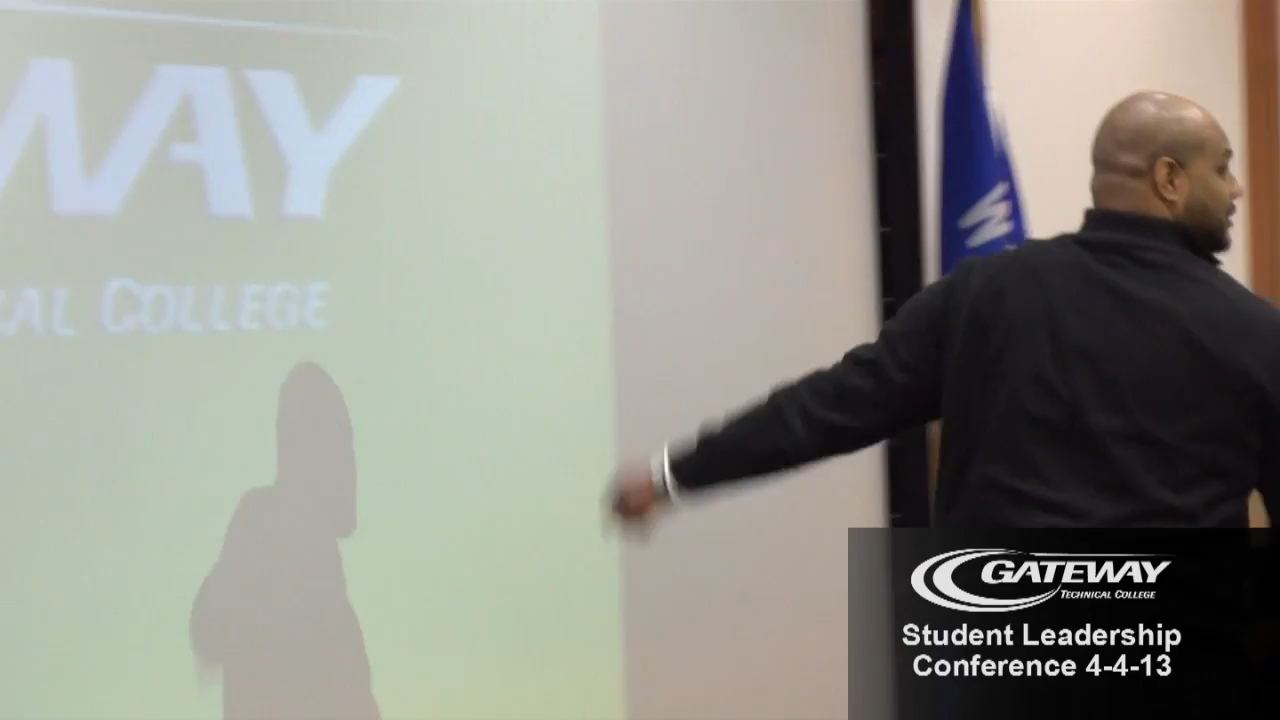 WAY
CAL COLLEGE
W
GATEWAY
TECHNICAL COLLEGE
Student Leadership
Conference 4-4-13